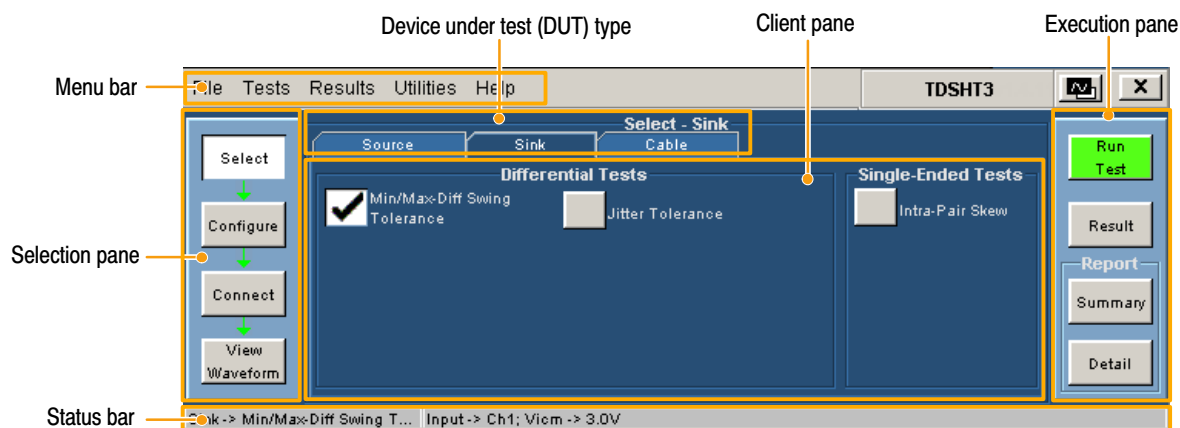 Device under test (DUT) type
Client pane
Execution pane
Menu bar
File Tests Results Utilities Help
TDSHT3
Select - Sink
Source
Sink
Cable
Select
Configure
Connect
View
Waveform
Selection pane
Differential Tests
Min/Max-Diff Swing
Tolerance
Jitter Tolerance
Single-Ended Tests
Intra-Pair Skew
Run
Test
Result
Report
Summary
Detail
Status bar
Sink -> Min/Max-Diff Swing T... Input -> Ch1; Vicm -> 3.0V